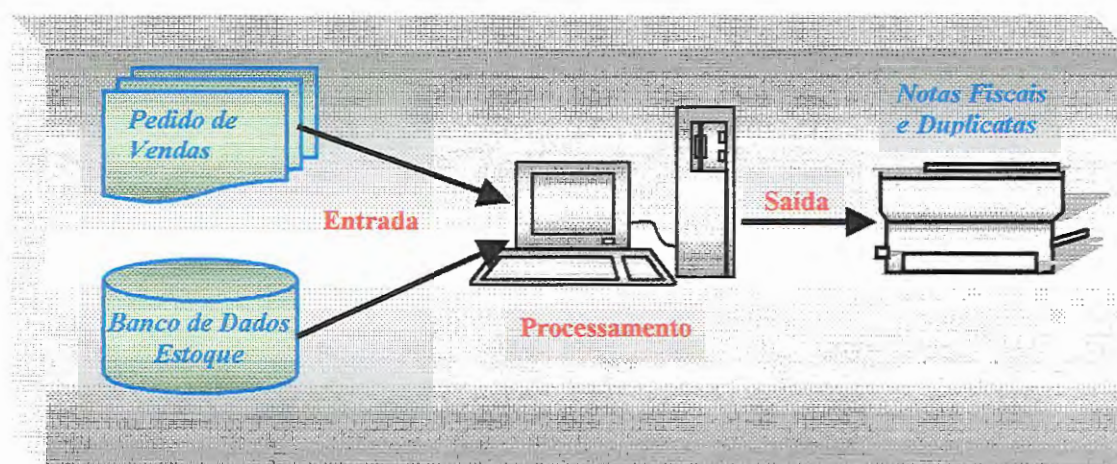 Pedido de
Vendas
Notas Fiscais
e Duplicatas
Entrada
Saída
Banco de Dados
Estoque
Processamento